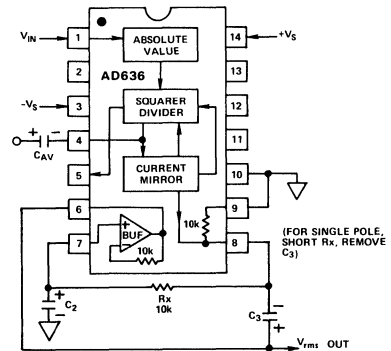 V_IN 1 ABSOLUTE VALUE 14 +V_S
2 13
AD636
-V_S 3 SQUARER DIVIDER 12
+ - 4 11
C_AV
5 CURRENT MIRROR 10
6 10k 9
7 + BUF - 10k 8
(FOR SINGLE POLE, SHORT Rx, REMOVE C3)
+ C2 - Rx 10k - C3 +
V_rms OUT